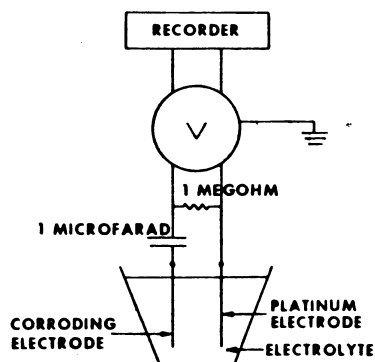 RECORDER
V
1 MEGOHM
1 MICROFARAD
PLATINUM
ELECTRODE
CORRODING
ELECTRODE
ELECTROLYTE